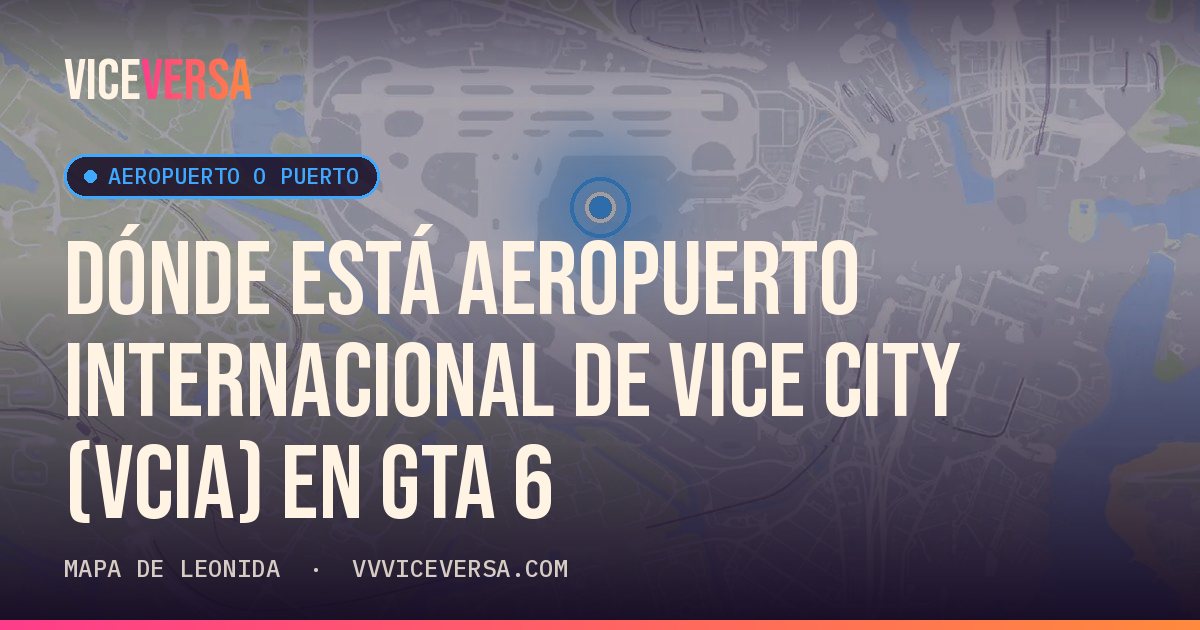 VICEVERSA
AEROPUERTO O PUERTO
DÓNDE ESTÁ AEROPUERTO
INTERNACIONAL DE VICE CITY
(VCIA) EN GTA 6
MAPA DE LEONIDA · VVVICEVERSA.COM